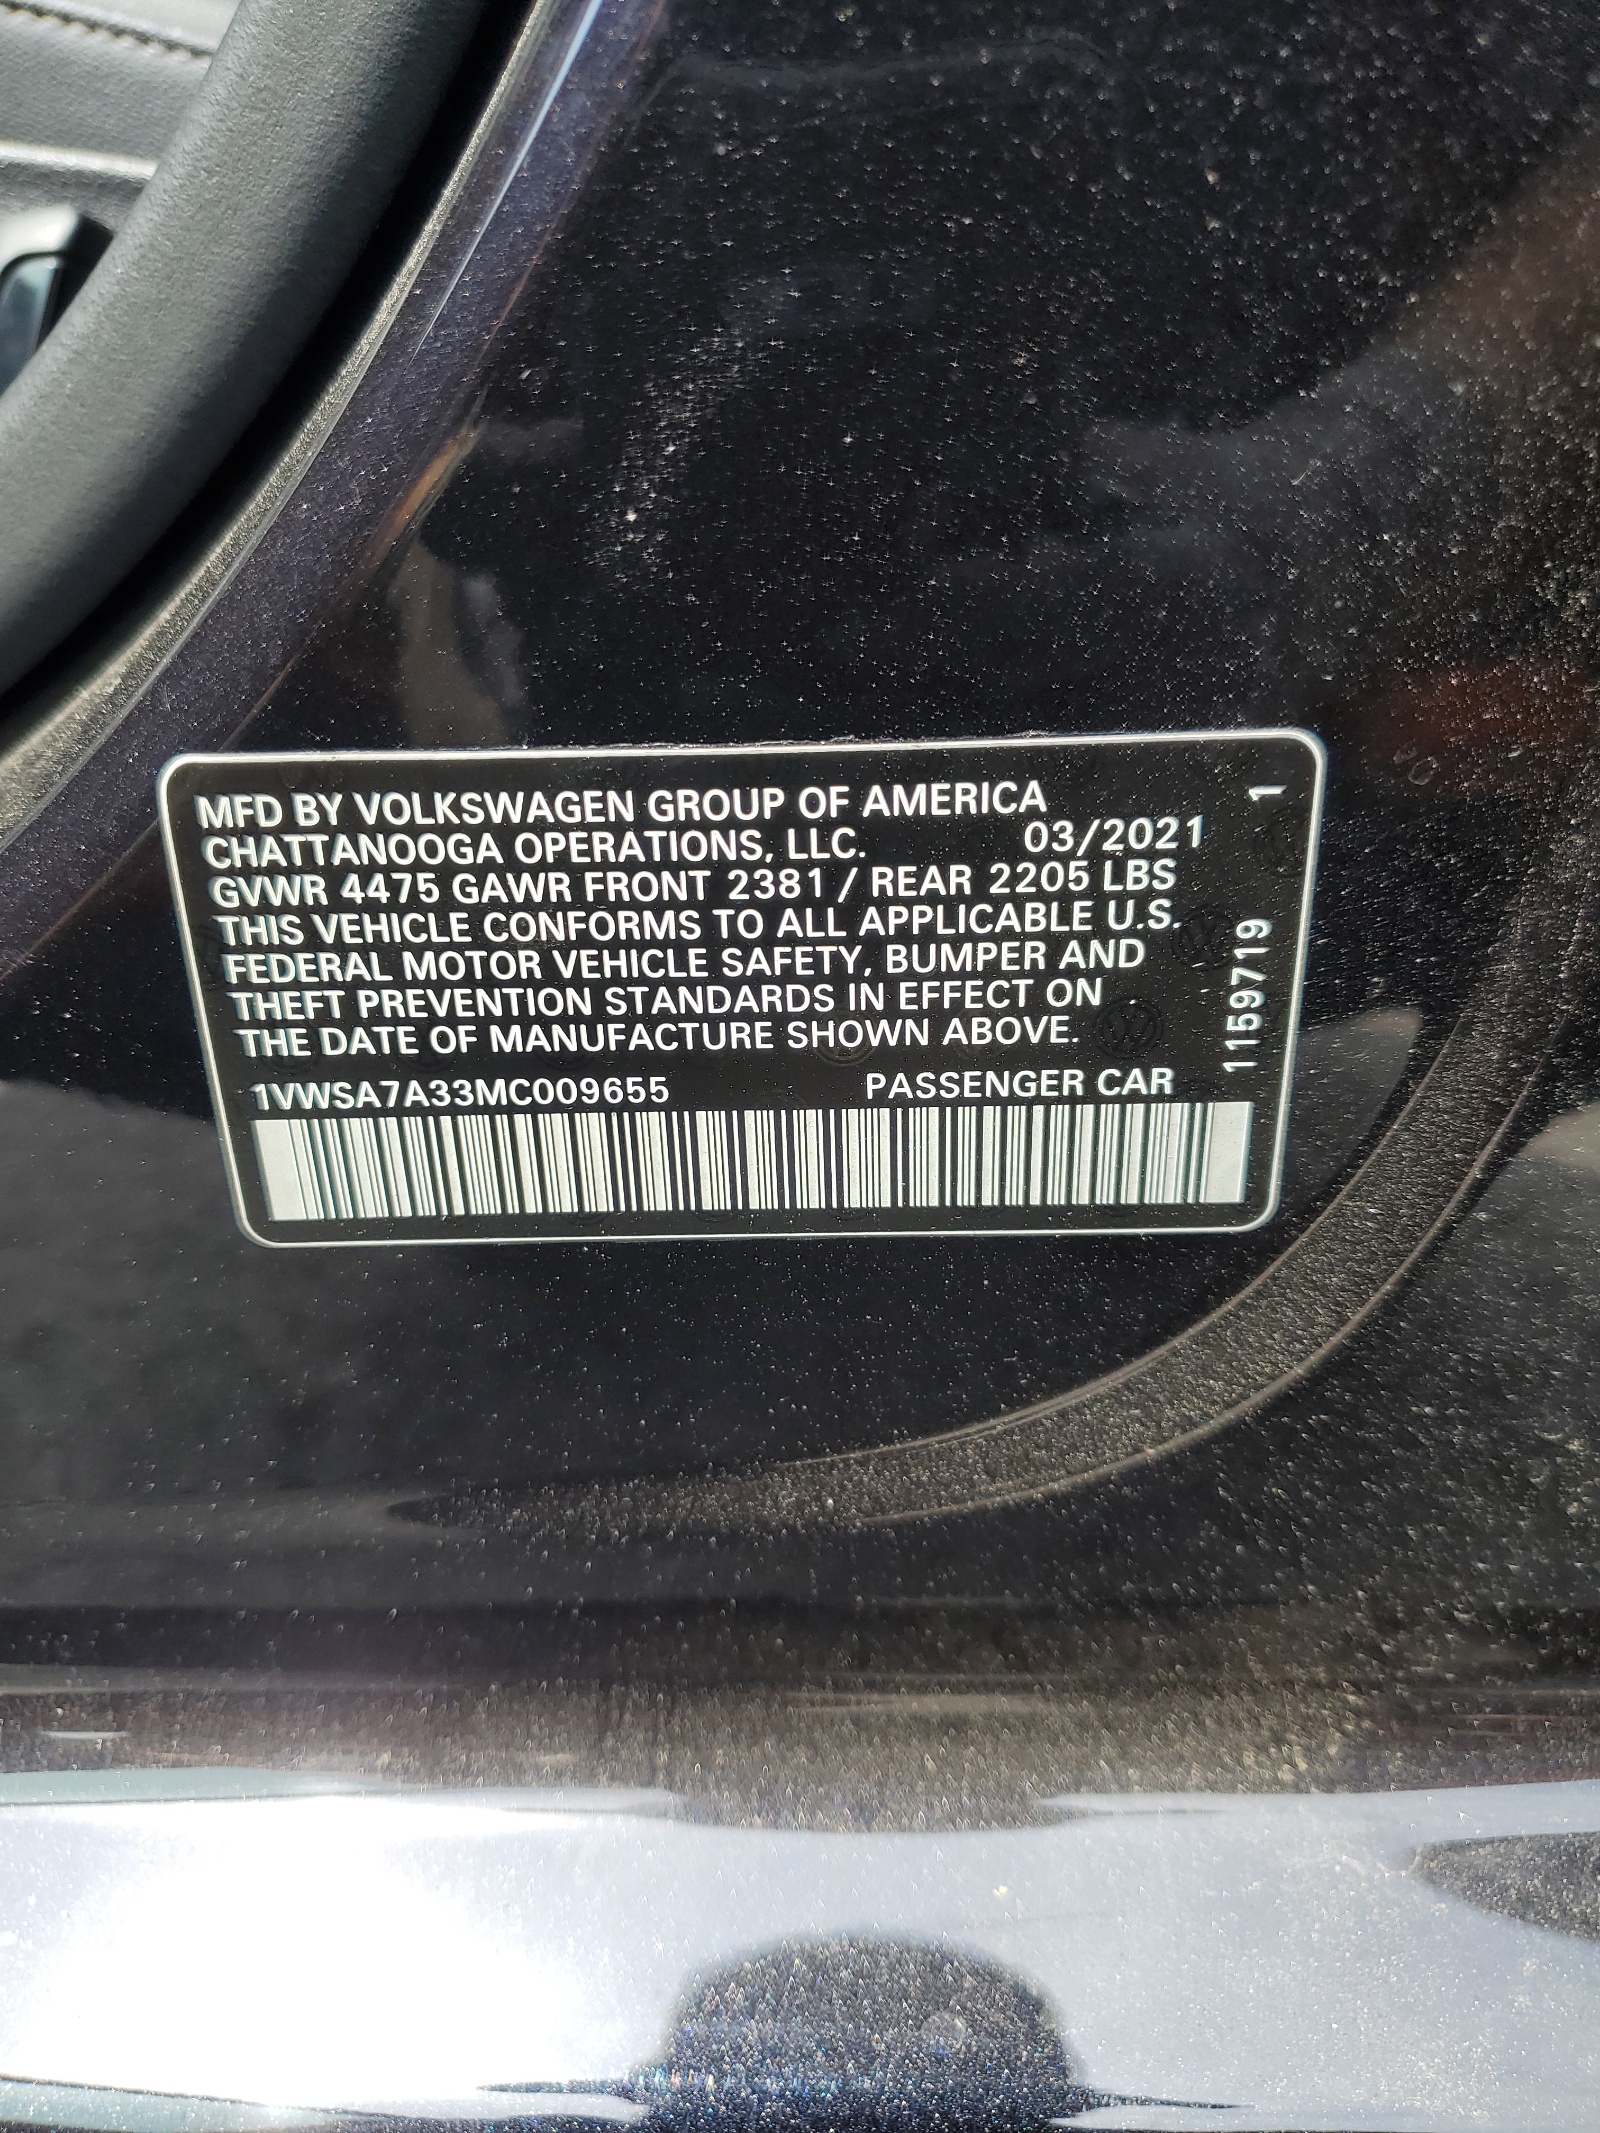 MFD BY VOLKSWAGEN GROUP OF AMERICA
CHATTANOOGA OPERATIONS, LLC. 03/2021
GVWR 4475 GAWR FRONT 2381 / REAR 2205 LBS
THIS VEHICLE CONFORMS TO ALL APPLICABLE U.S.
FEDERAL MOTOR VEHICLE SAFETY, BUMPER AND
THEFT PREVENTION STANDARDS IN EFFECT ON
THE DATE OF MANUFACTURE SHOWN ABOVE.
1VWSA7A33MC009655 PASSENGER CAR
1159719 1